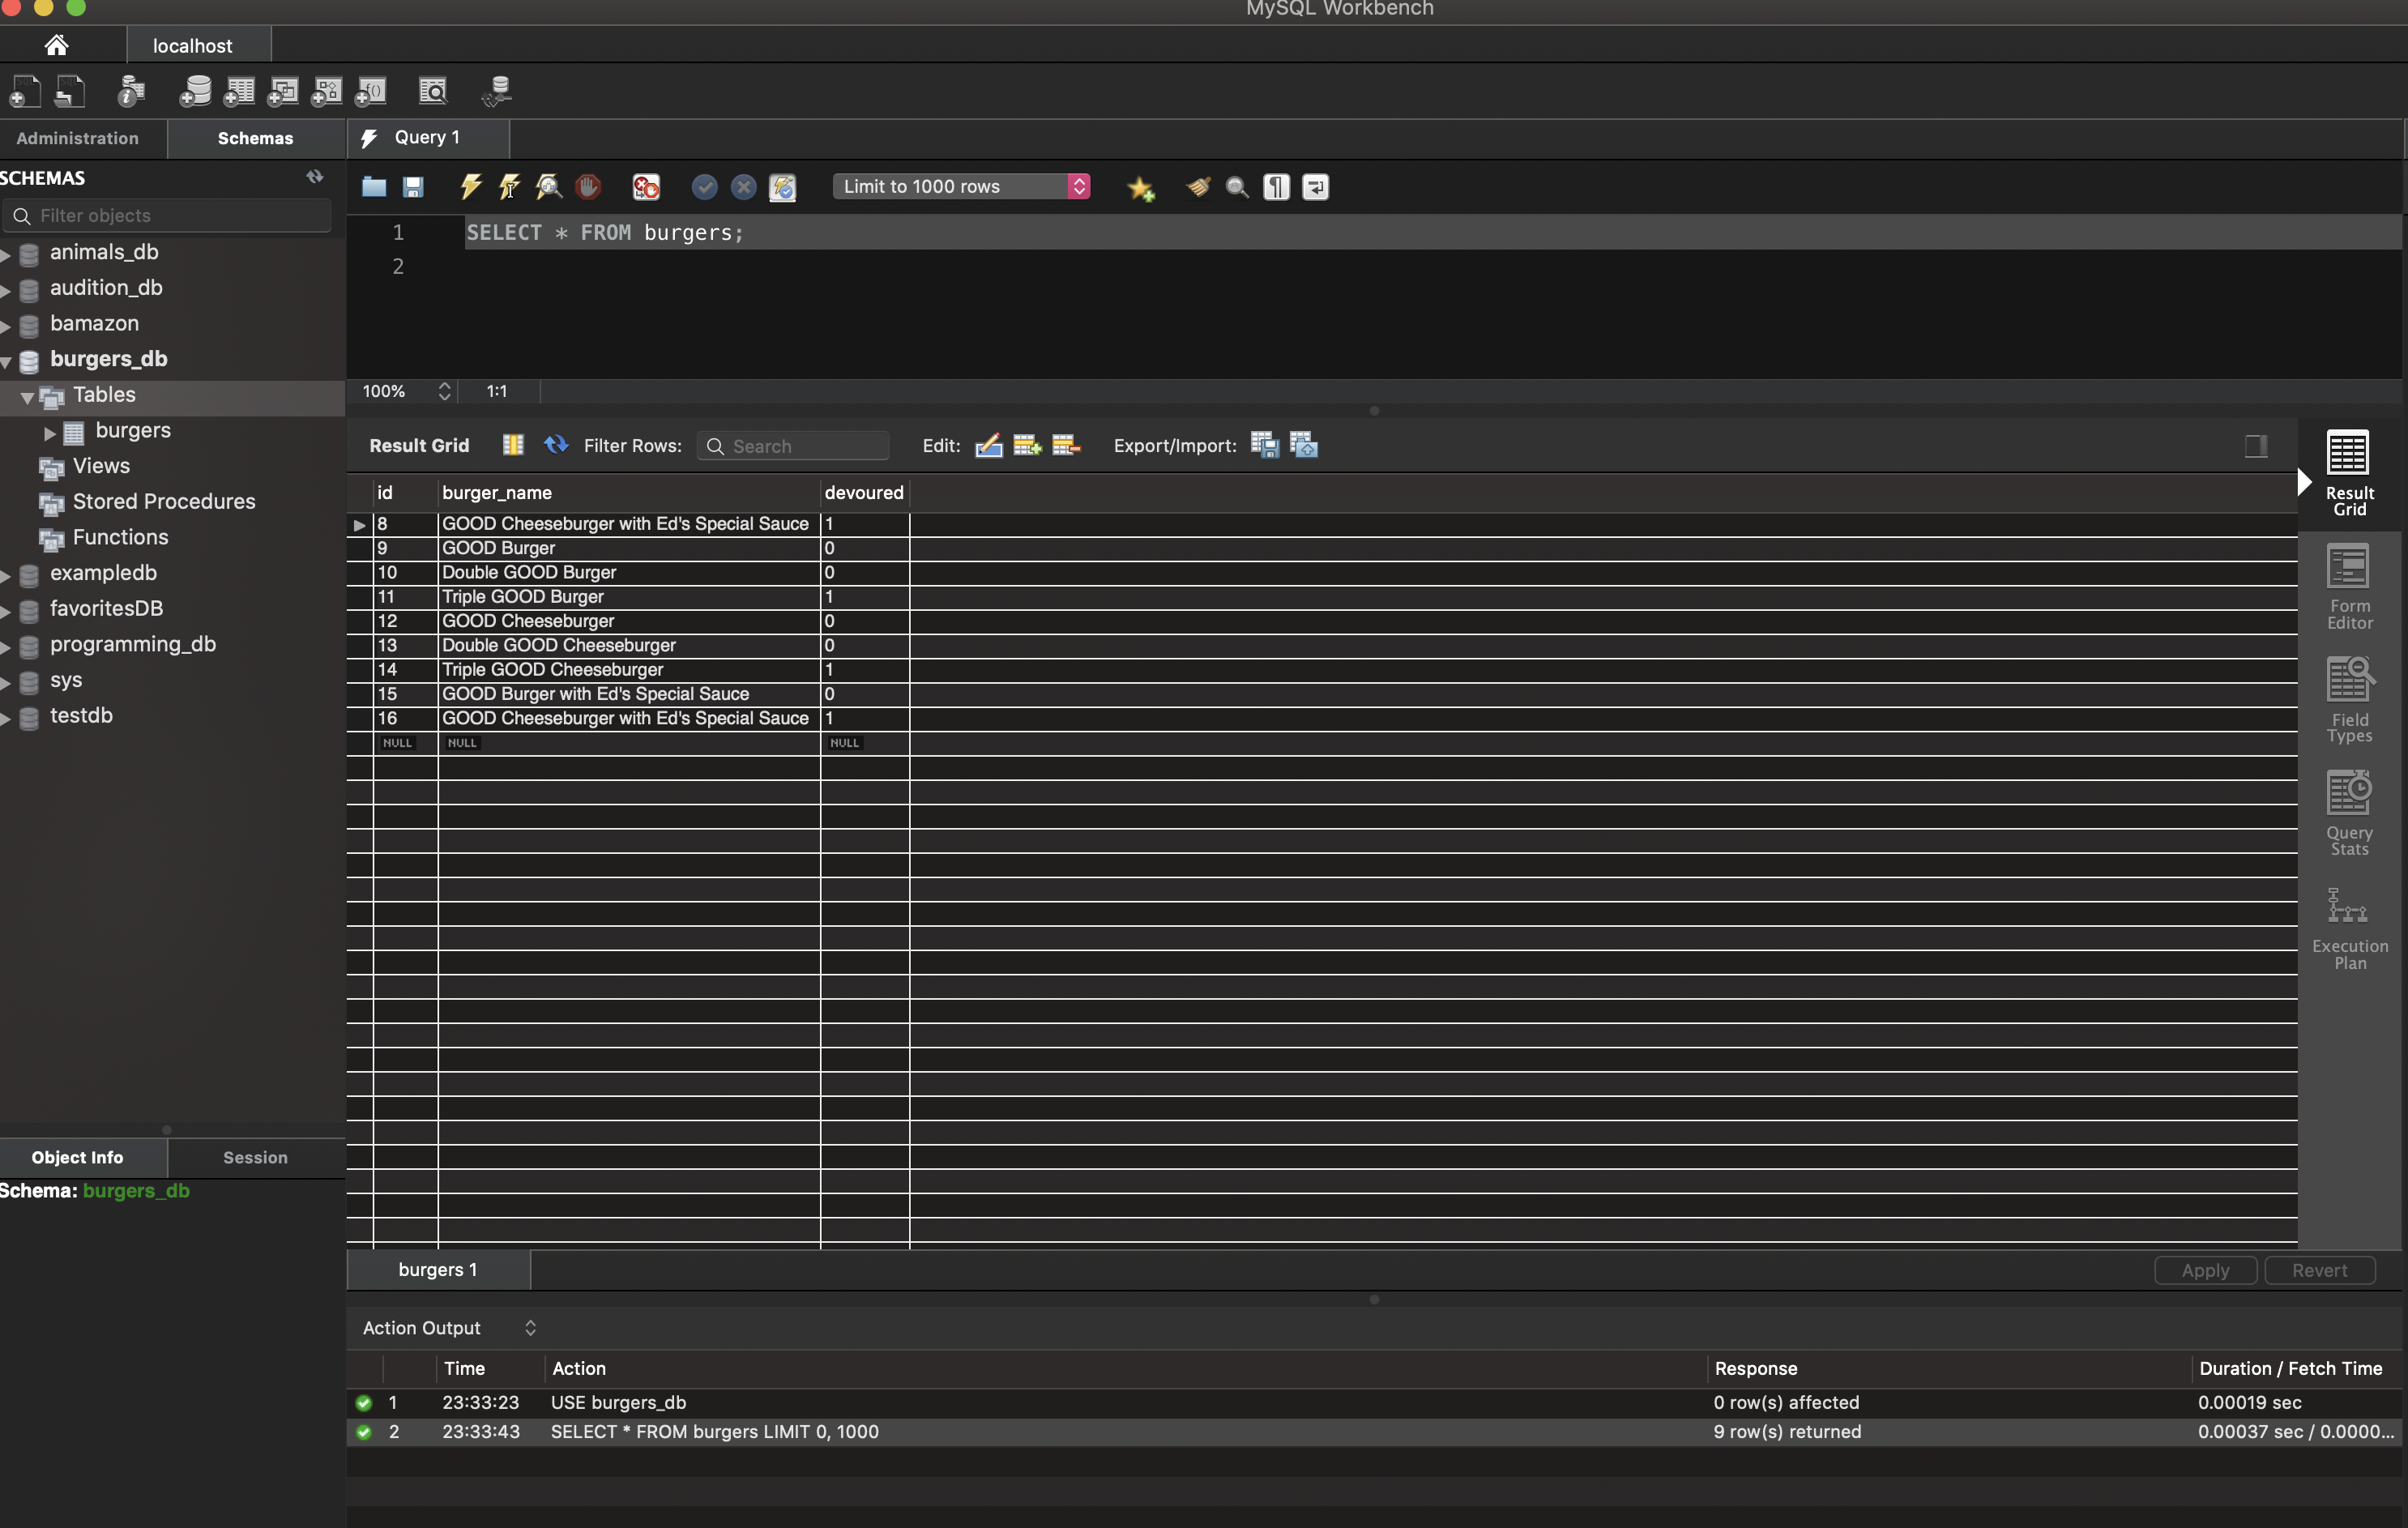 MySQL Workbench
localhost
Administration
Schemas
Query 1
SCHEMAS
Filter objects
animals_db
audition_db
bamazon
burgers_db
Tables
burgers
Views
Stored Procedures
Functions
exampledb
favoritesDB
programming_db
sys
testdb
Object Info
Session
Schema: burgers_db
Limit to 1000 rows
1 SELECT * FROM burgers;
2
100% 1:1
Result Grid Filter Rows: Search Edit: Export/Import:
id burger_name devoured
8 GOOD Cheeseburger with Ed's Special Sauce 1
9 GOOD Burger 0
10 Double GOOD Burger 0
11 Triple GOOD Burger 1
12 GOOD Cheeseburger 0
13 Double GOOD Cheeseburger 0
14 Triple GOOD Cheeseburger 1
15 GOOD Burger with Ed's Special Sauce 0
16 GOOD Cheeseburger with Ed's Special Sauce 1
NULL NULL NULL
Result
Grid
Form
Editor
Field
Types
Query
Stats
Execution
Plan
burgers 1
Apply Revert
Action Output
Time Action Response Duration / Fetch Time
1 23:33:23 USE burgers_db 0 row(s) affected 0.00019 sec
2 23:33:43 SELECT * FROM burgers LIMIT 0, 1000 9 row(s) returned 0.00037 sec / 0.0000...